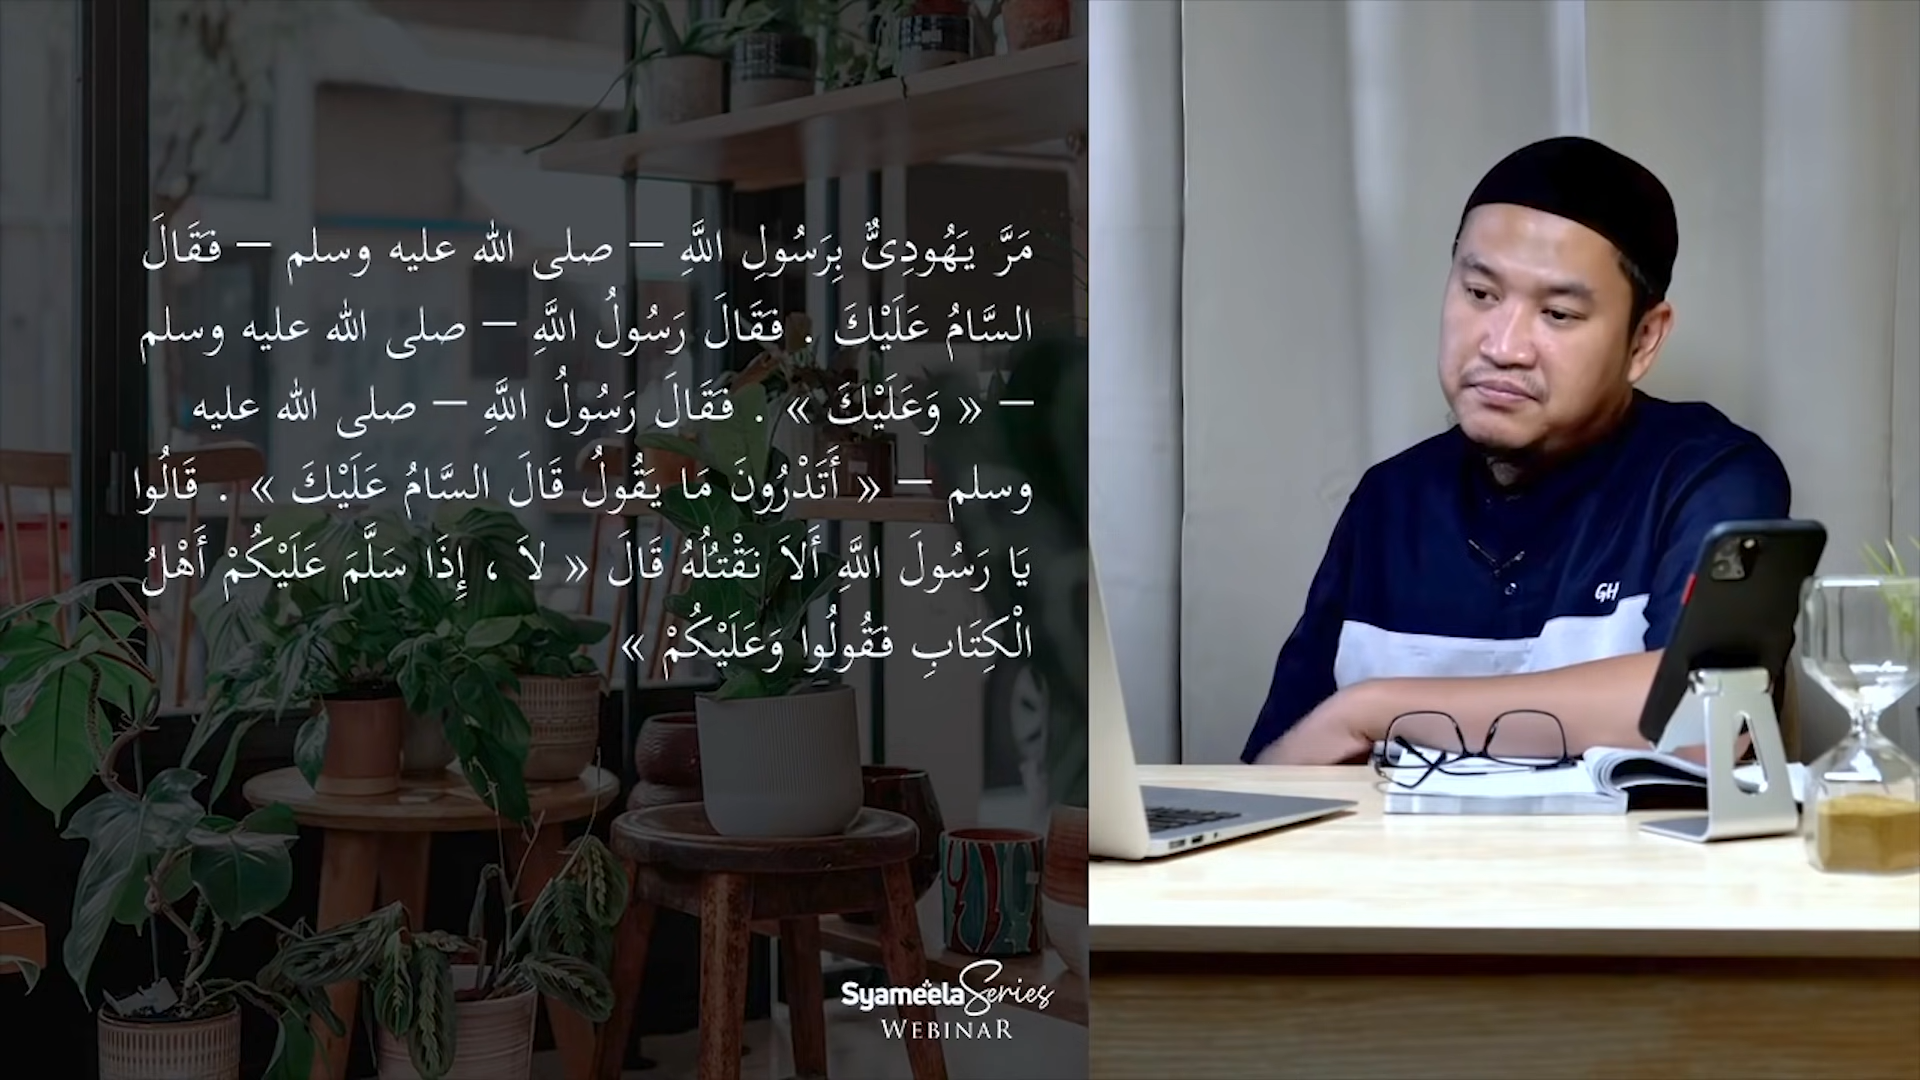 مَرَّ يَهُودِىٌّ بِرَسُولِ اللَّهِ – صلى الله عليه وسلم – فَقَالَ
السَّامُ عَلَيْكَ . فَقَالَ رَسُولُ اللَّهِ – صلى الله عليه وسلم
– « وَعَلَيْكَ » . فَقَالَ رَسُولُ اللَّهِ – صلى الله عليه
وسلم – « أَتَدْرُونَ مَا يَقُولُ قَالَ السَّامُ عَلَيْكَ » . قَالُوا
يَا رَسُولَ اللَّهِ أَلاَ نَقْتُلُهُ قَالَ « لاَ ، إِذَا سَلَّمَ عَلَيْكُمْ أَهْلُ
الْكِتَابِ فَقُولُوا وَعَلَيْكُمْ »
GH
Syameela Series
WEBINAR